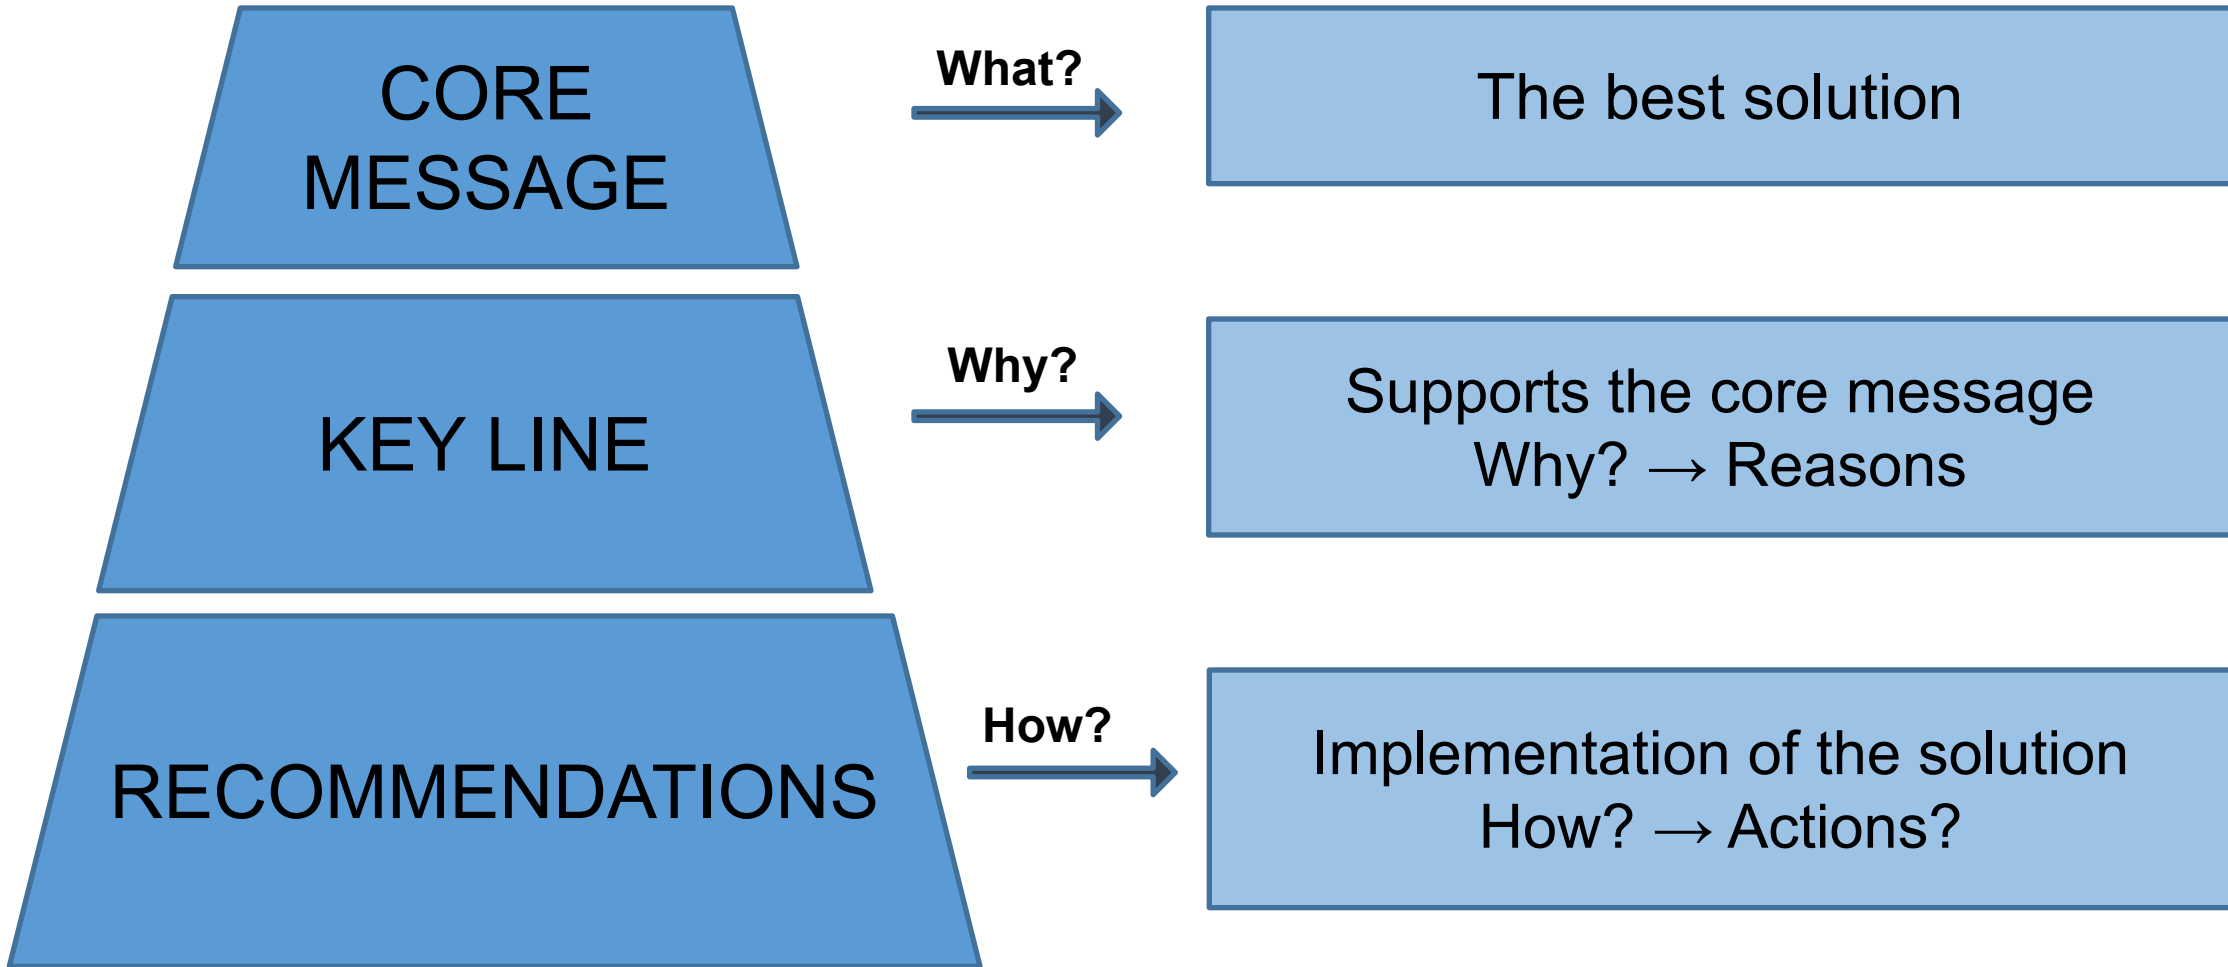 CORE
MESSAGE
What?
The best solution
KEY LINE
Why?
Supports the core message
Why? → Reasons
RECOMMENDATIONS
How?
Implementation of the solution
How? → Actions?